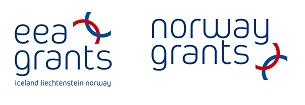 eea
grants
iceland liechtenstein norway
norway
grants